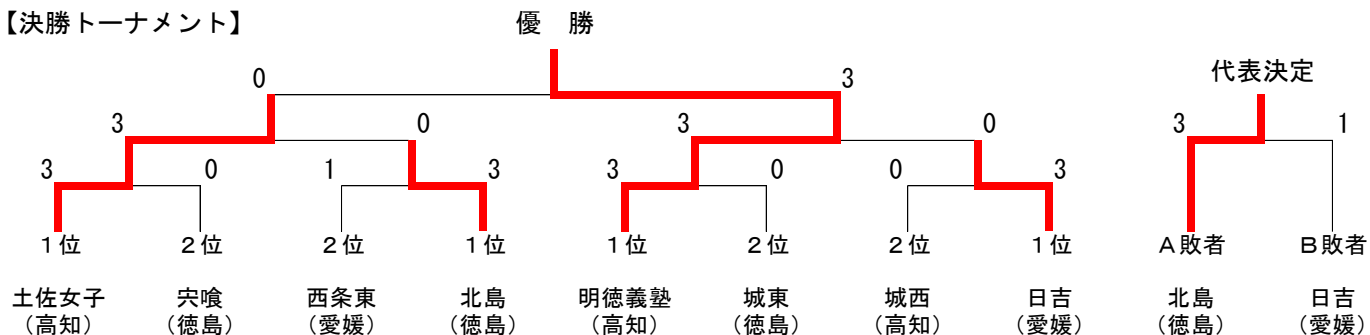 【決勝トーナメント】 優　勝
0 3 代表決定
3 0 3 0 3 1
3 0 1 3 3 0 0 3
１位 ２位 ２位 １位 １位 ２位 ２位 １位 Ａ敗者 Ｂ敗者
土佐女子 宍喰 西条東 北島 明徳義塾 城東 城西 日吉 北島 日吉
（高知） （徳島） （愛媛） （徳島） （高知） （徳島） （高知） （愛媛） （徳島） （愛媛）